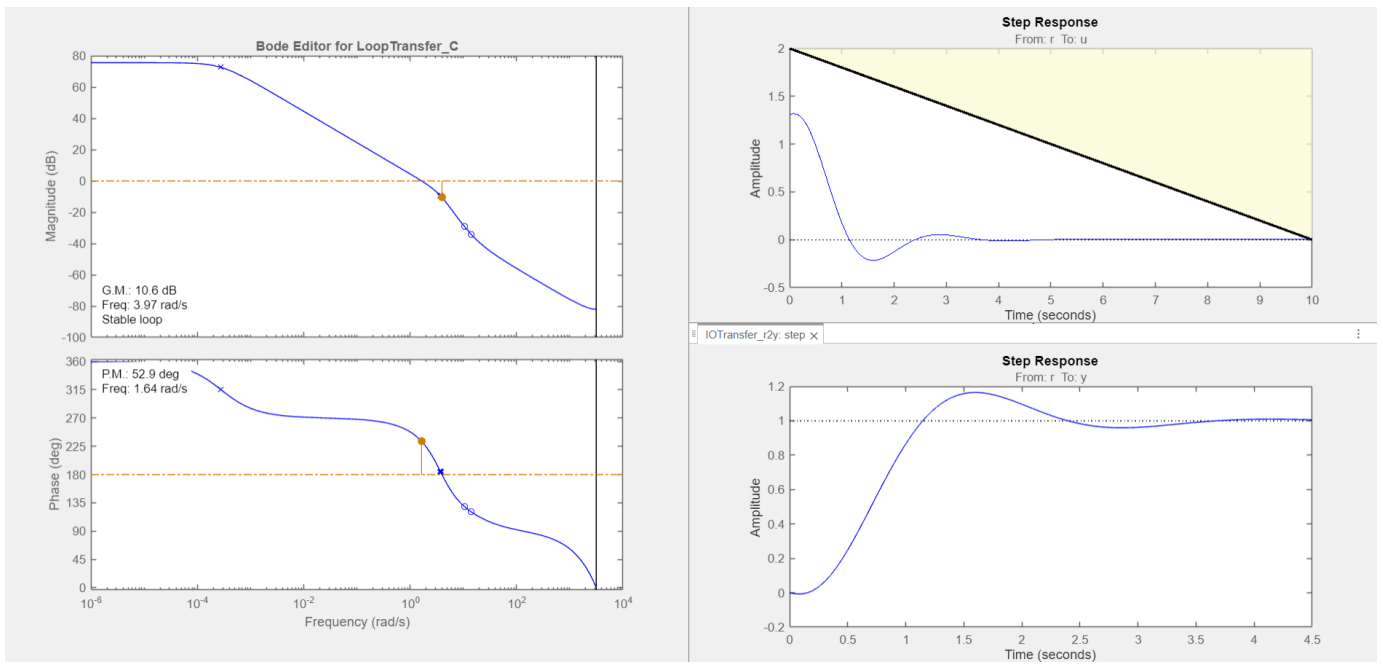 Bode Editor for LoopTransfer_C
80
60
40
20
0
-20
-40
-60
-80
-100
Magnitude (dB)
G.M.: 10.6 dB
Freq: 3.97 rad/s
Stable loop
360
315
270
225
180
135
90
45
0
Phase (deg)
P.M.: 52.9 deg
Freq: 1.64 rad/s
10^-6 10^-4 10^-2 10^0 10^2 10^4
Frequency (rad/s)
Step Response
From: r To: u
2
1.5
1
0.5
0
-0.5
Amplitude
0 1 2 3 4 5 6 7 8 9 10
Time (seconds)
IOTransfer_r2y: step
Step Response
From: r To: y
1.2
1
0.8
0.6
0.4
0.2
0
-0.2
Amplitude
0 0.5 1 1.5 2 2.5 3 3.5 4 4.5
Time (seconds)